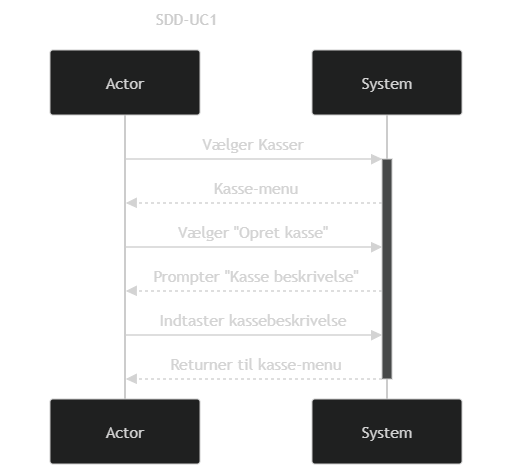 SDD-UC1
Actor
System
Vælger Kasser
Kasse-menu
Vælger "Opret kasse"
Prompter "Kasse beskrivelse"
Indtaster kassebeskrivelse
Returner til kasse-menu
Actor
System